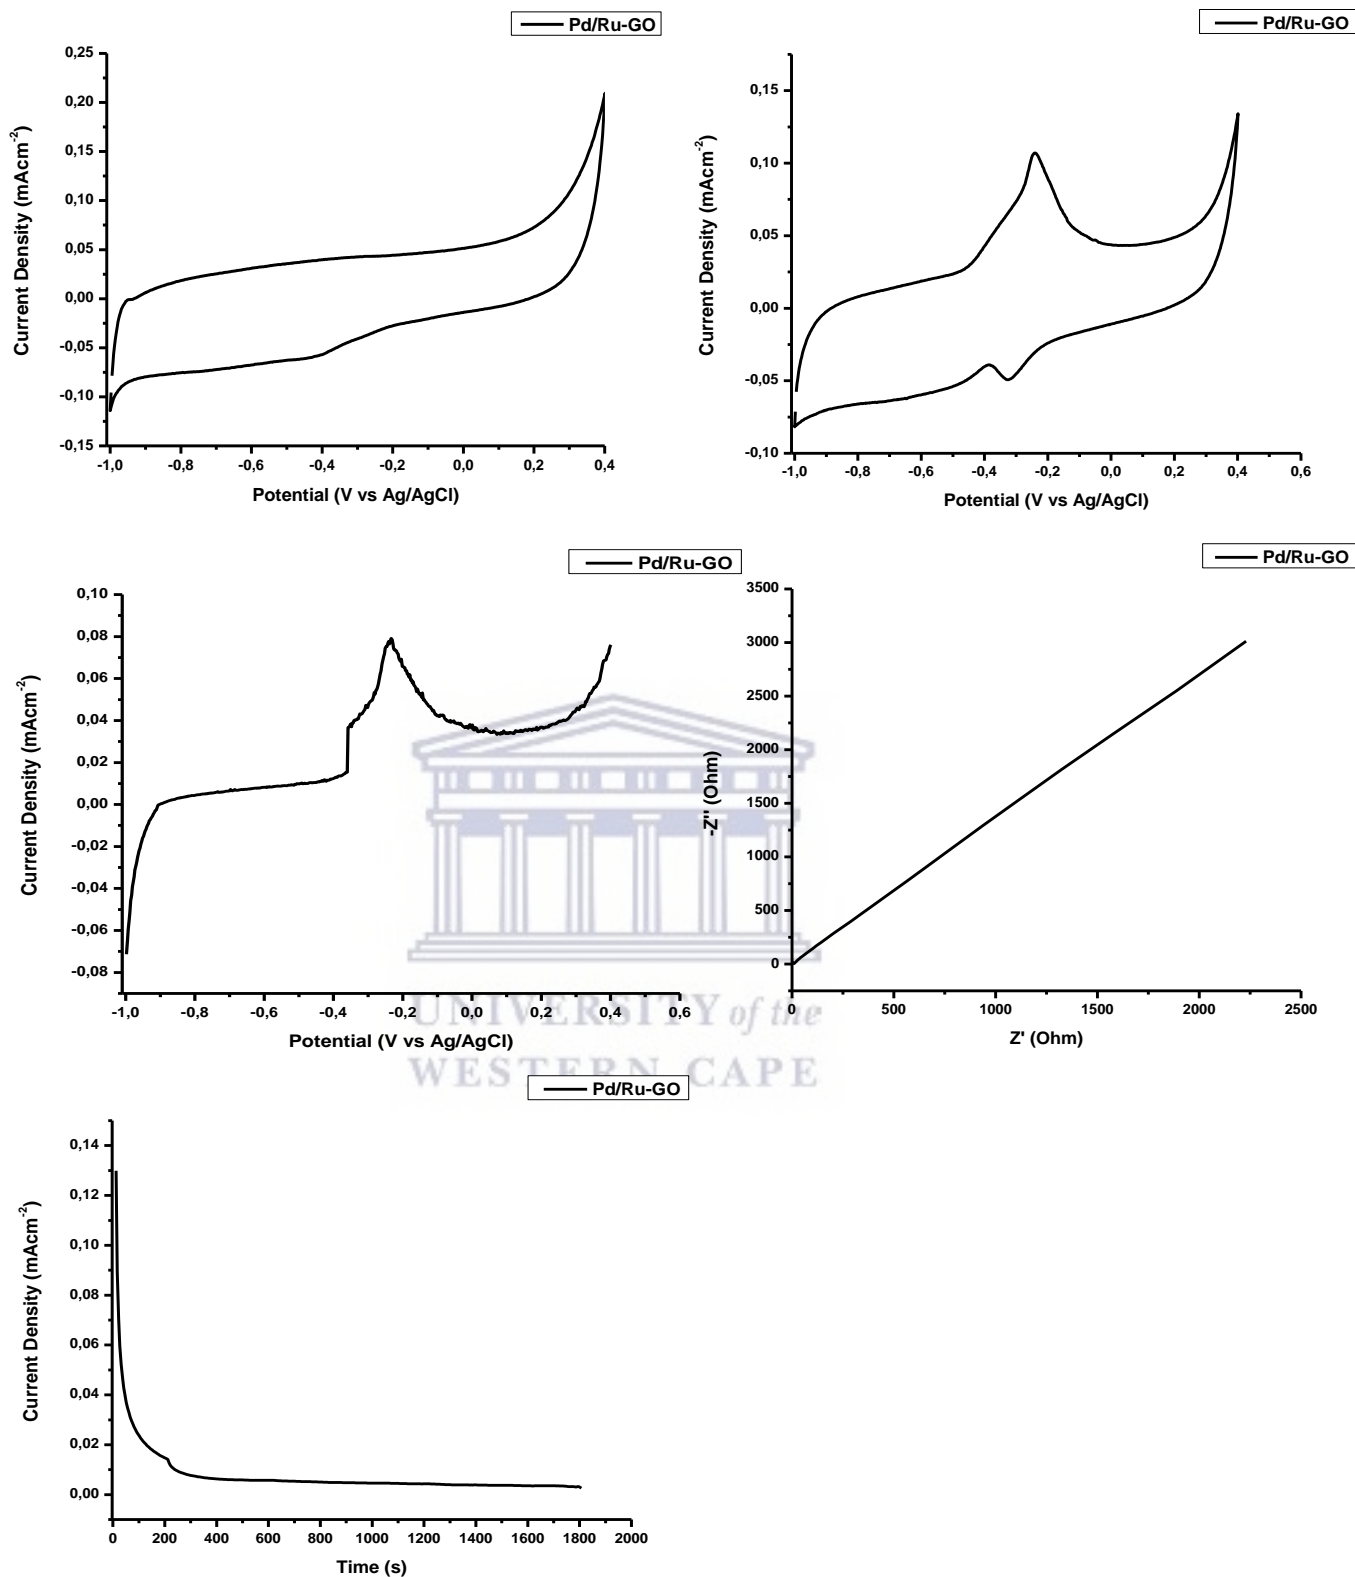 Pd/Ru-GO
0,25
0,20
0,15
0,10
0,05
0,00
-0,05
-0,10
-0,15
Current Density (mAcm-2)
-1,0 -0,8 -0,6 -0,4 -0,2 0,0 0,2 0,4
Potential (V vs Ag/AgCl)
Pd/Ru-GO
0,15
0,10
0,05
0,00
-0,05
-0,10
Current Density (mAcm-2)
-1,0 -0,8 -0,6 -0,4 -0,2 0,0 0,2 0,4 0,6
Potential (V vs Ag/AgCl)
Pd/Ru-GO
0,10
0,08
0,06
0,04
0,02
0,00
-0,02
-0,04
-0,06
-0,08
Current Density (mAcm-2)
-1,0 -0,8 -0,6 -0,4 -0,2 0,0 0,2 0,4 0,6
Potential (V vs Ag/AgCl)
Pd/Ru-GO
3500
3000
2500
2000
1500
1000
500
0
-Z'' (Ohm)
0 500 1000 1500 2000 2500
Z' (Ohm)
UNIVERSITY of the
WESTERN CAPE
Pd/Ru-GO
0,14
0,12
0,10
0,08
0,06
0,04
0,02
0,00
Current Density (mAcm-2)
0 200 400 600 800 1000 1200 1400 1600 1800 2000
Time (s)